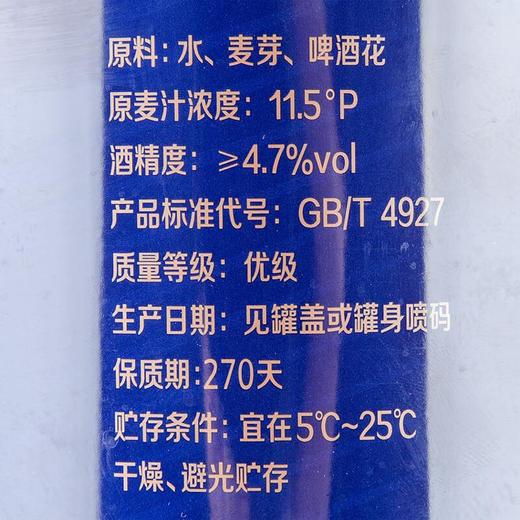 原料:水、麦芽、啤酒花
原麦汁浓度: 11.5°P
酒精度: ≥4.7%vol
产品标准代号: GB/T 4927
质量等级: 优级
生产日期: 见罐盖或罐身喷码
保质期:270天
贮存条件: 宜在5℃~25℃
干燥、避光贮存